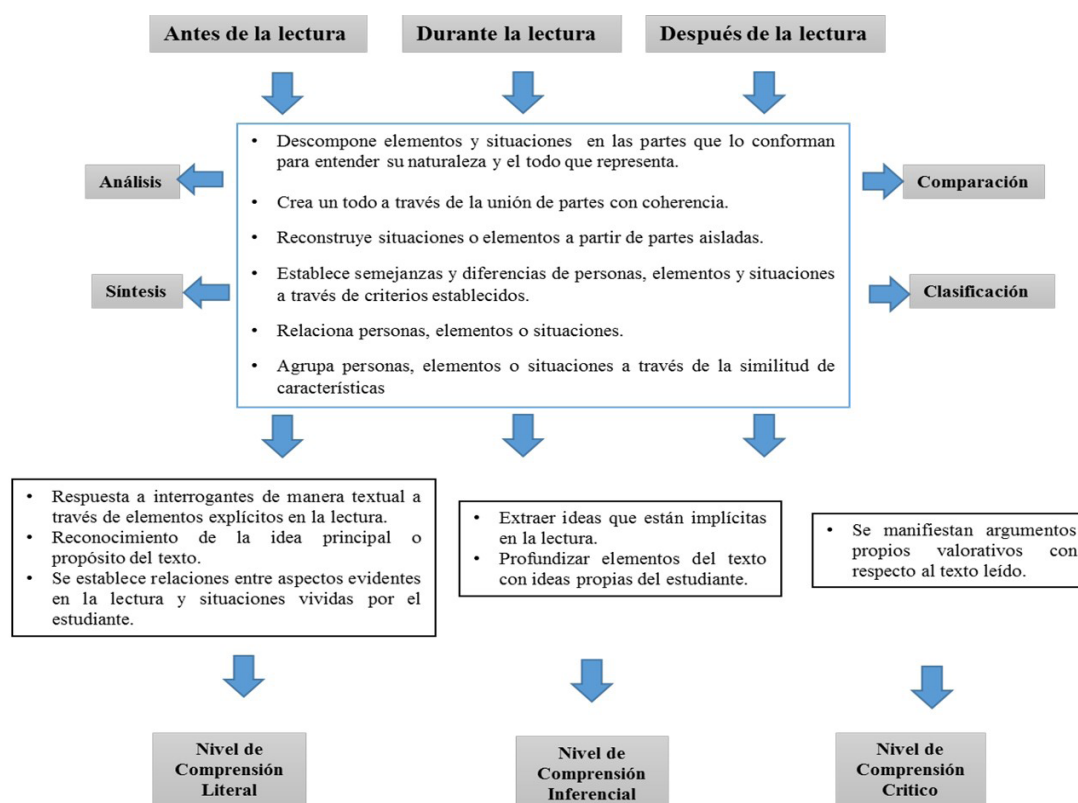 Antes de la lectura
Durante la lectura
Después de la lectura
• Descompone elementos y situaciones en las partes que lo conforman
para entender su naturaleza y el todo que representa.
• Crea un todo a través de la unión de partes con coherencia.
• Reconstruye situaciones o elementos a partir de partes aisladas.
• Establece semejanzas y diferencias de personas, elementos y situaciones
a través de criterios establecidos.
• Relaciona personas, elementos o situaciones.
• Agrupa personas, elementos o situaciones a través de la similitud de
características
Análisis
Síntesis
Comparación
Clasificación
• Respuesta a interrogantes de manera textual a
través de elementos explícitos en la lectura.
• Reconocimiento de la idea principal o
propósito del texto.
• Se establece relaciones entre aspectos evidentes
en la lectura y situaciones vividas por el
estudiante.
• Extraer ideas que están implícitas
en la lectura.
• Profundizar elementos del texto
con ideas propias del estudiante.
• Se manifiestan argumentos
propios valorativos con
respecto al texto leído.
Nivel de
Comprensión
Literal
Nivel de
Comprensión
Inferencial
Nivel de
Comprensión
Critico